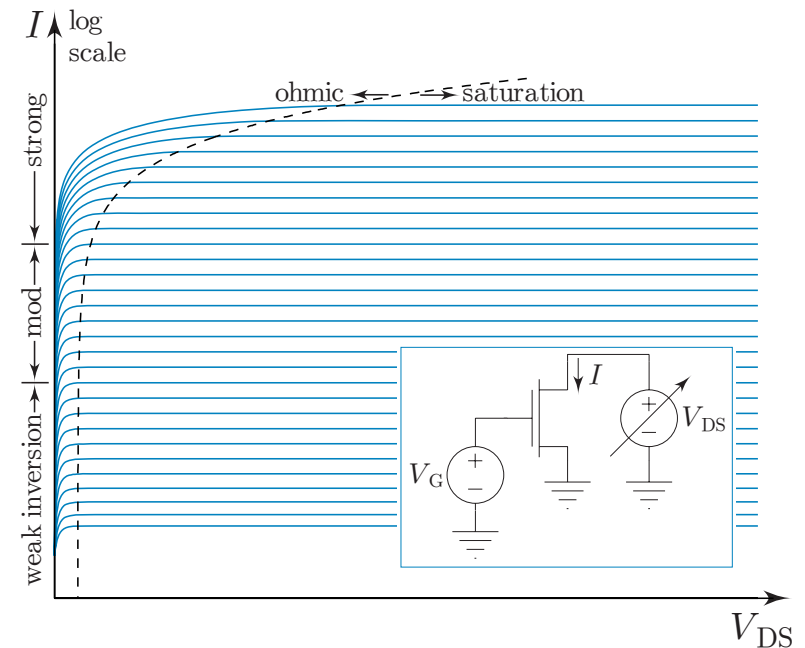 I log
scale
ohmic saturation
strong
mod
weak inversion
I
+
−
V_DS
V_G
+
−
V_DS